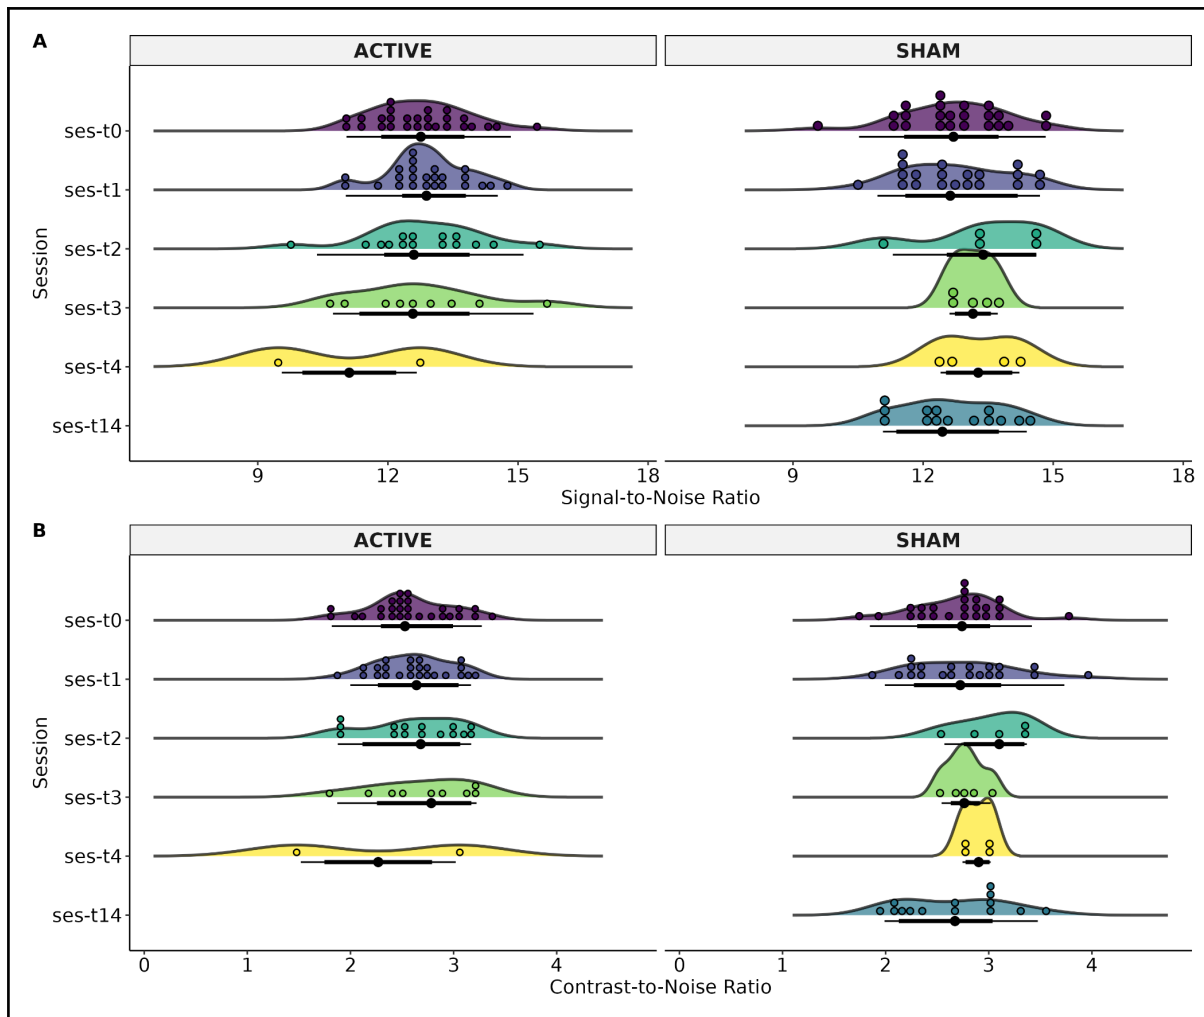 A
ACTIVE
SHAM
Session
ses-t0
ses-t1
ses-t2
ses-t3
ses-t4
ses-t14
9 12 15 18
9 12 15 18
Signal-to-Noise Ratio
B
ACTIVE
SHAM
Session
ses-t0
ses-t1
ses-t2
ses-t3
ses-t4
ses-t14
0 1 2 3 4
0 1 2 3 4
Contrast-to-Noise Ratio